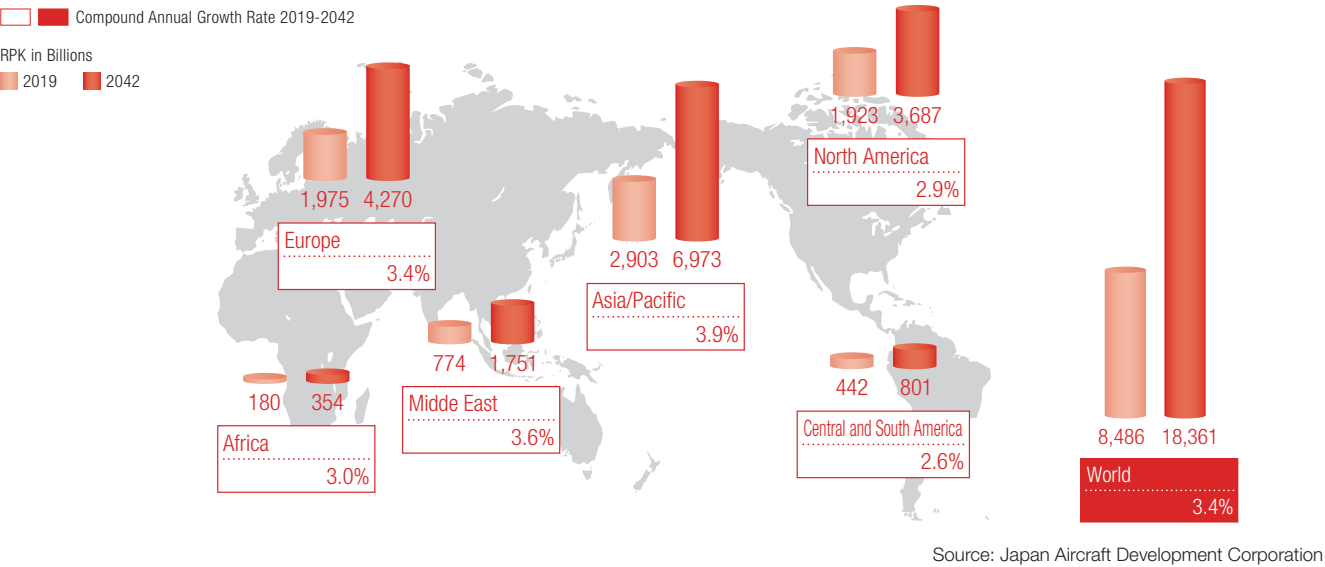 Compound Annual Growth Rate 2019-2042
RPK in Billions
2019 2042
1,975 4,270
Europe
3.4%
180 354
Africa
3.0%
774 1,751
Midde East
3.6%
2,903 6,973
Asia/Pacific
3.9%
1,923 3,687
North America
2.9%
442 801
Central and South America
2.6%
8,486 18,361
World
3.4%
Source: Japan Aircraft Development Corporation